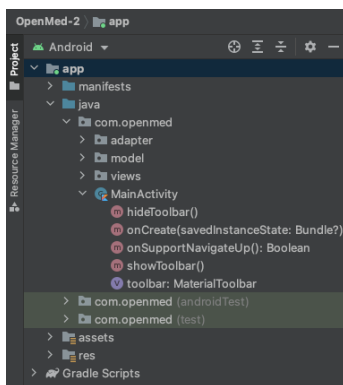 OpenMed-2 app
Project
Resource Manager
Android
app
manifests
java
com.openmed
adapter
model
views
MainActivity
hideToolbar()
onCreate(savedInstanceState: Bundle?)
onSupportNavigateUp(): Boolean
showToolbar()
toolbar: MaterialToolbar
com.openmed (androidTest)
com.openmed (test)
assets
res
Gradle Scripts